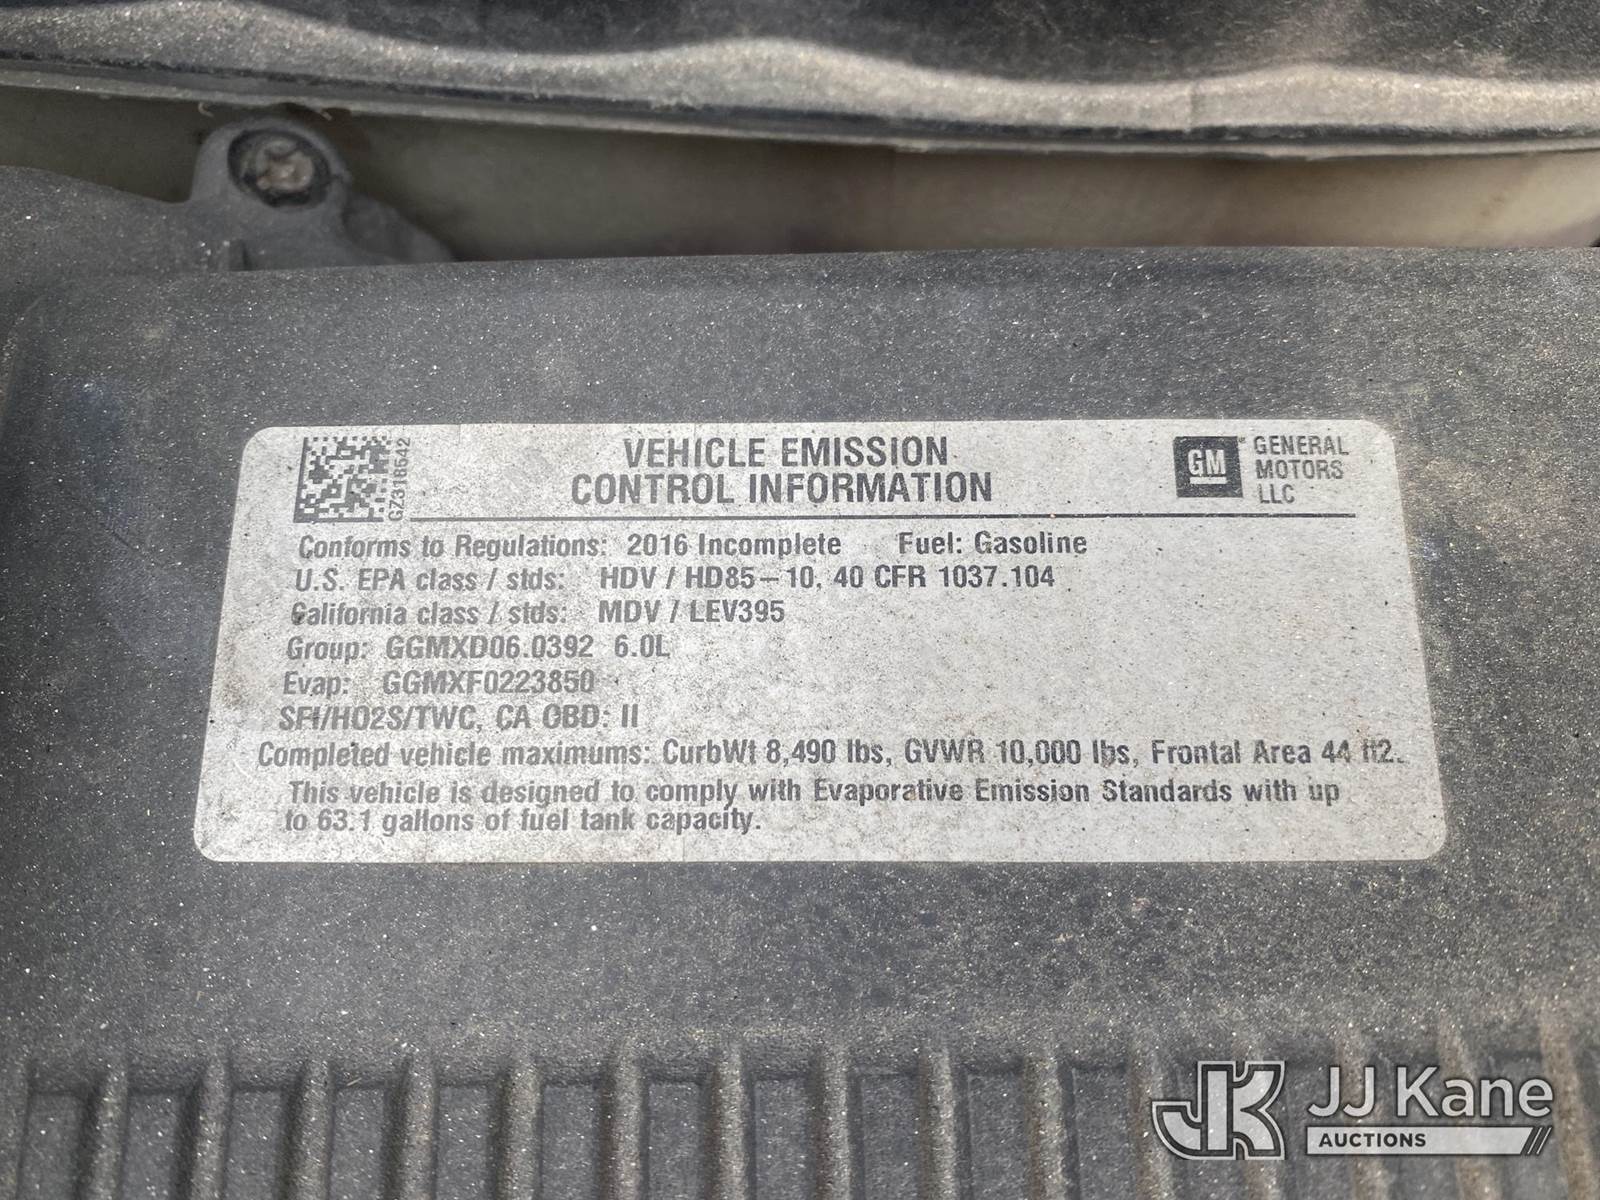 GZ318642
VEHICLE EMISSION
CONTROL INFORMATION
GM
GENERAL
MOTORS
LLC
Conforms to Regulations: 2016 Incomplete Fuel: Gasoline
U.S. EPA class / stds: HDV / HD85-10, 40 CFR 1037.104
California class / stds: MDV / LEV395
Group: GGMXD06.0392 6.0L
Evap: GGMXF0223850
SFI/HO2S/TWC, CA OBD: II
Completed vehicle maximums: CurbWt 8,490 lbs, GVWR 10,000 lbs, Frontal Area 44 ft2.
This vehicle is designed to comply with Evaporative Emission Standards with up
to 63.1 gallons of fuel tank capacity.
JK JJ Kane
AUCTIONS